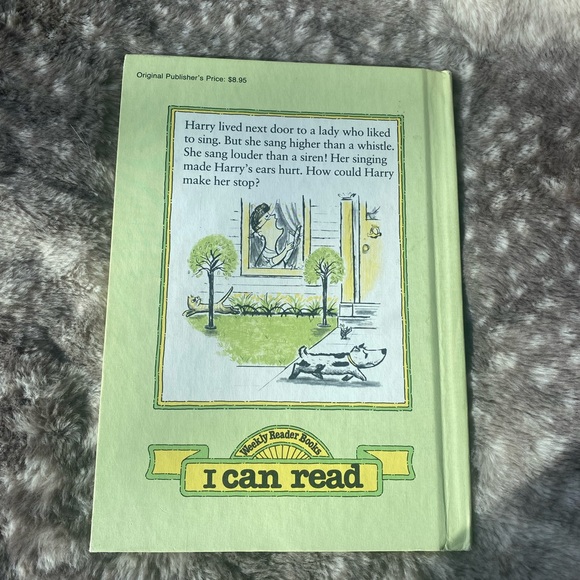 Original Publisher's Price: $8.95
Harry lived next door to a lady who liked
to sing. But she sang higher than a whistle.
She sang louder than a siren! Her singing
made Harry's ears hurt. How could Harry
make her stop?
Weekly Reader Books
I can read